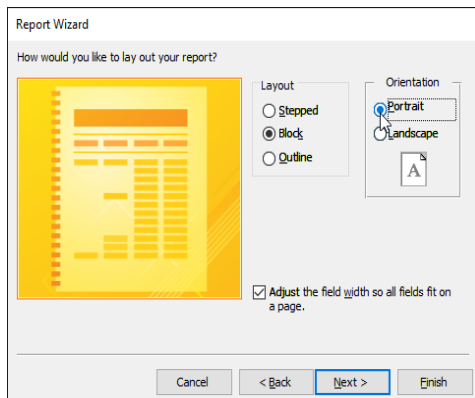 Report Wizard
How would you like to lay out your report?
Layout
Stepped
Block
Outline
Orientation
Portrait
Landscape
A
Adjust the field width so all fields fit on
a page.
Cancel
< Back
Next >
Finish